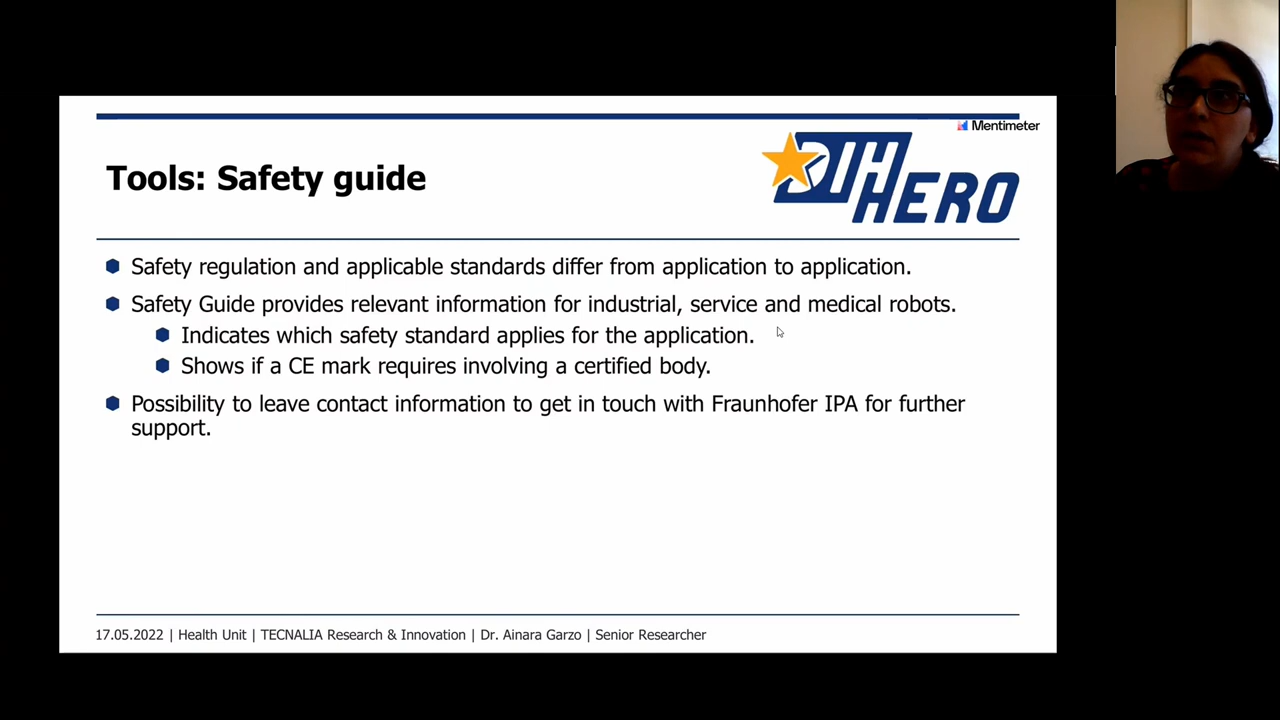 Mentimeter
DIH
HERO
Tools: Safety guide
Safety regulation and applicable standards differ from application to application.
Safety Guide provides relevant information for industrial, service and medical robots.
Indicates which safety standard applies for the application.
Shows if a CE mark requires involving a certified body.
Possibility to leave contact information to get in touch with Fraunhofer IPA for further
support.
17.05.2022 | Health Unit | TECNALIA Research & Innovation | Dr. Ainara Garzo | Senior Researcher